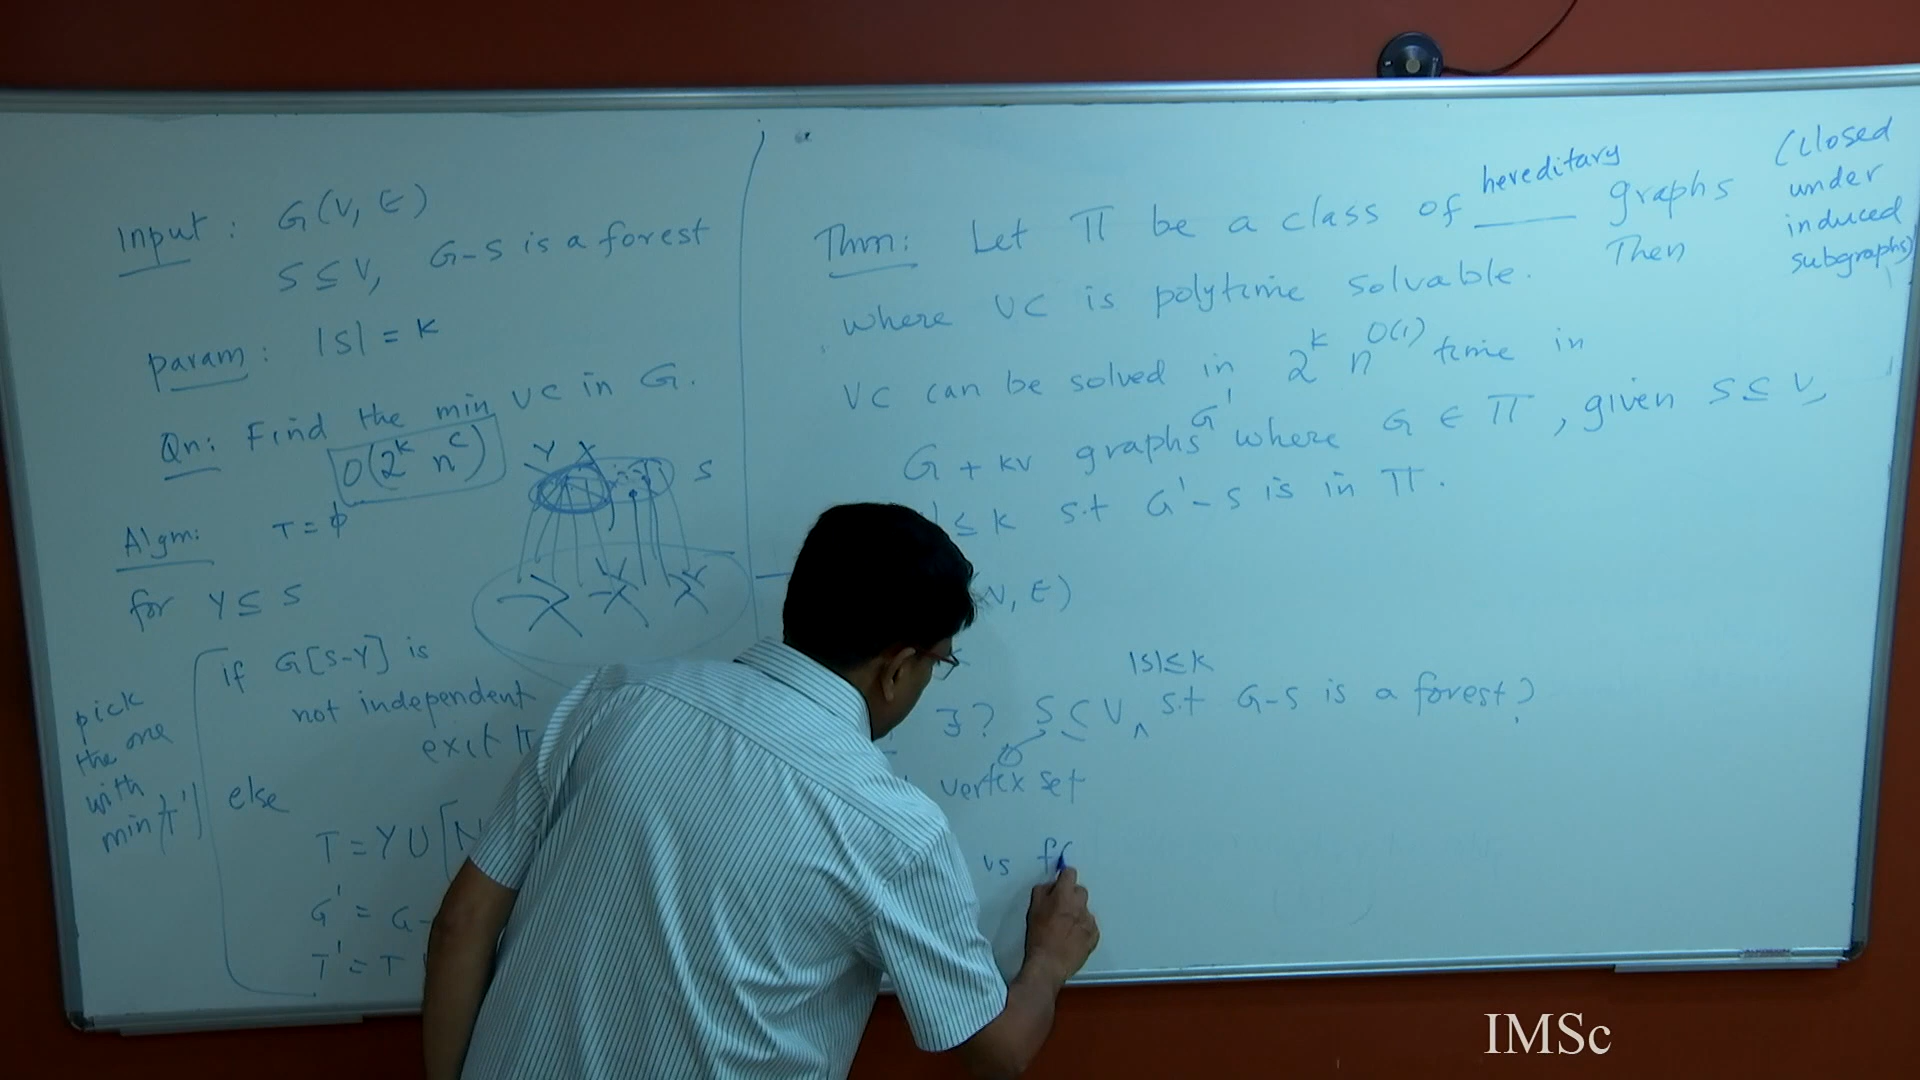 Input: G(V, E)
S ⊆ V, G-S is a forest
param: |S| = k
Qn: Find the min VC in G.
O(2^k n^c)
Y X
S
Algm: T = φ
for Y ⊆ S
if G[S-Y] is
not independent
exit
else
T = Y U [N
G' = G-
T' = T
pick
the one
with
min |T'|
Thm: Let Π be a class of hereditary graphs
(closed
under
induced
subgraphs)
where VC is polytime solvable. Then
VC can be solved in 2^k n^O(1) time in
G + kv graphs G' where G ∈ Π, given S ⊆ V,
≤ k s.t G'-S is in Π.
V, E)
|S| ≤ k
∃? S ⊆ V ^ s.t G-S is a forest?
vertex set
vs f
IMSc